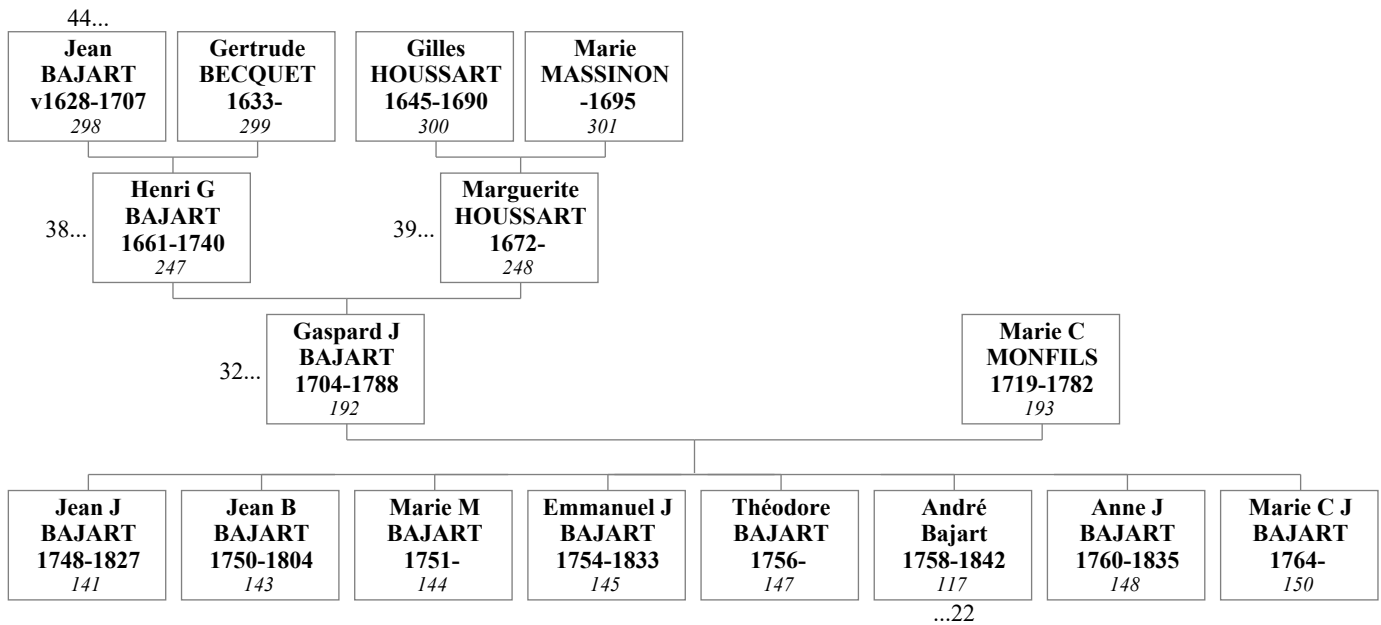 44...
Jean
BAJART
v1628-1707
298
Gertrude
BECQUET
1633-
299
Gilles
HOUSSART
1645-1690
300
Marie
MASSINON
-1695
301
38...
Henri G
BAJART
1661-1740
247
39...
Marguerite
HOUSSART
1672-
248
32...
Gaspard J
BAJART
1704-1788
192
Marie C
MONFILS
1719-1782
193
Jean J
BAJART
1748-1827
141
Jean B
BAJART
1750-1804
143
Marie M
BAJART
1751-
144
Emmanuel J
BAJART
1754-1833
145
Théodore
BAJART
1756-
147
André
Bajart
1758-1842
117
...22
Anne J
BAJART
1760-1835
148
Marie C J
BAJART
1764-
150